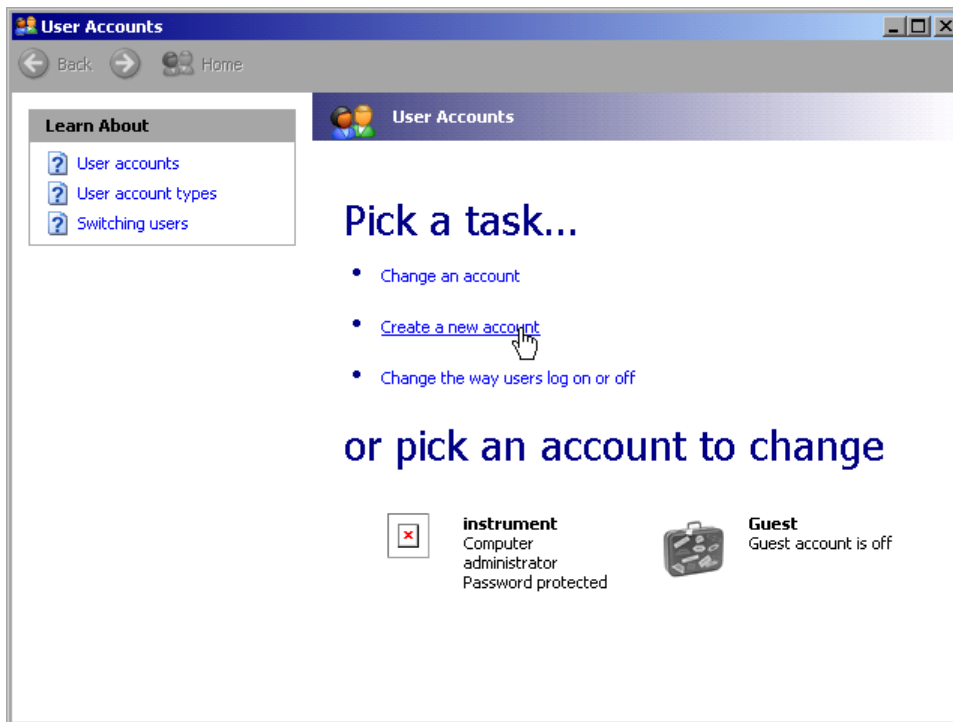 User Accounts
Back Home
Learn About
User accounts
User account types
Switching users
User Accounts
Pick a task...
Change an account
Create a new account
Change the way users log on or off
or pick an account to change
instrument
Computer
administrator
Password protected
Guest
Guest account is off